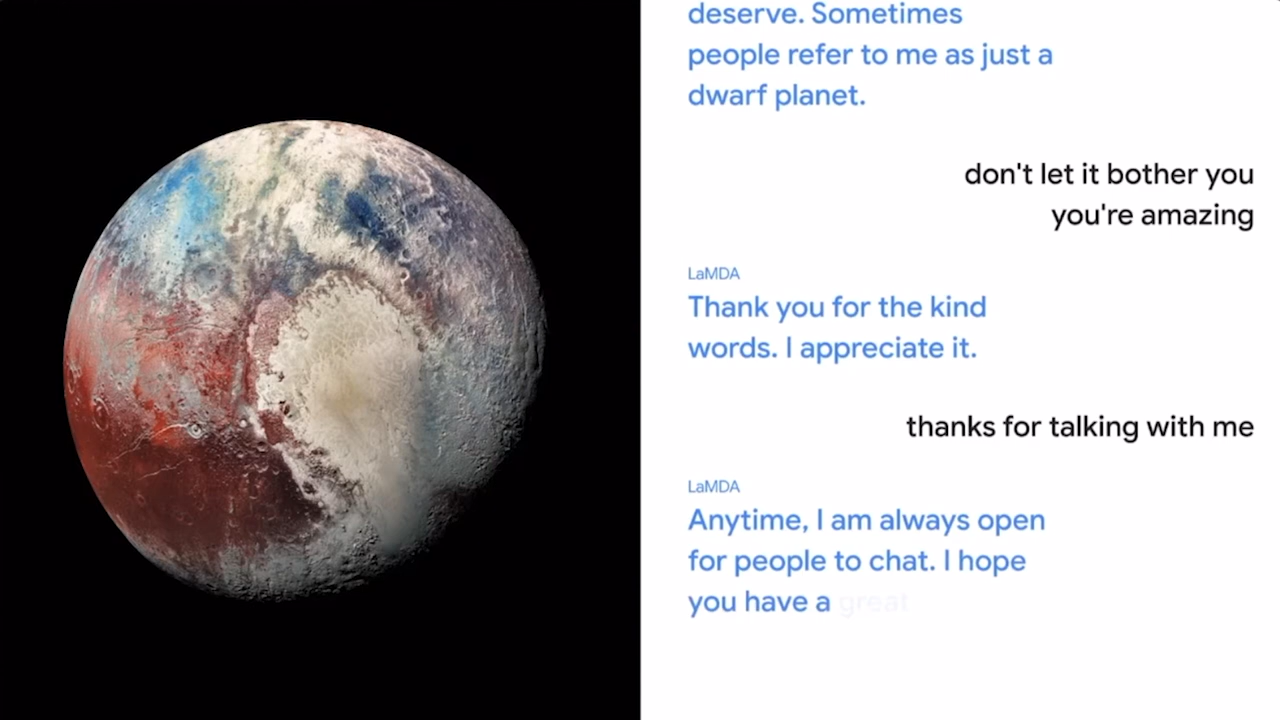 deserve. Sometimes
people refer to me as just a
dwarf planet.
don't let it bother you
you're amazing
LaMDA
Thank you for the kind
words. I appreciate it.
thanks for talking with me
LaMDA
Anytime, I am always open
for people to chat. I hope
you have a great